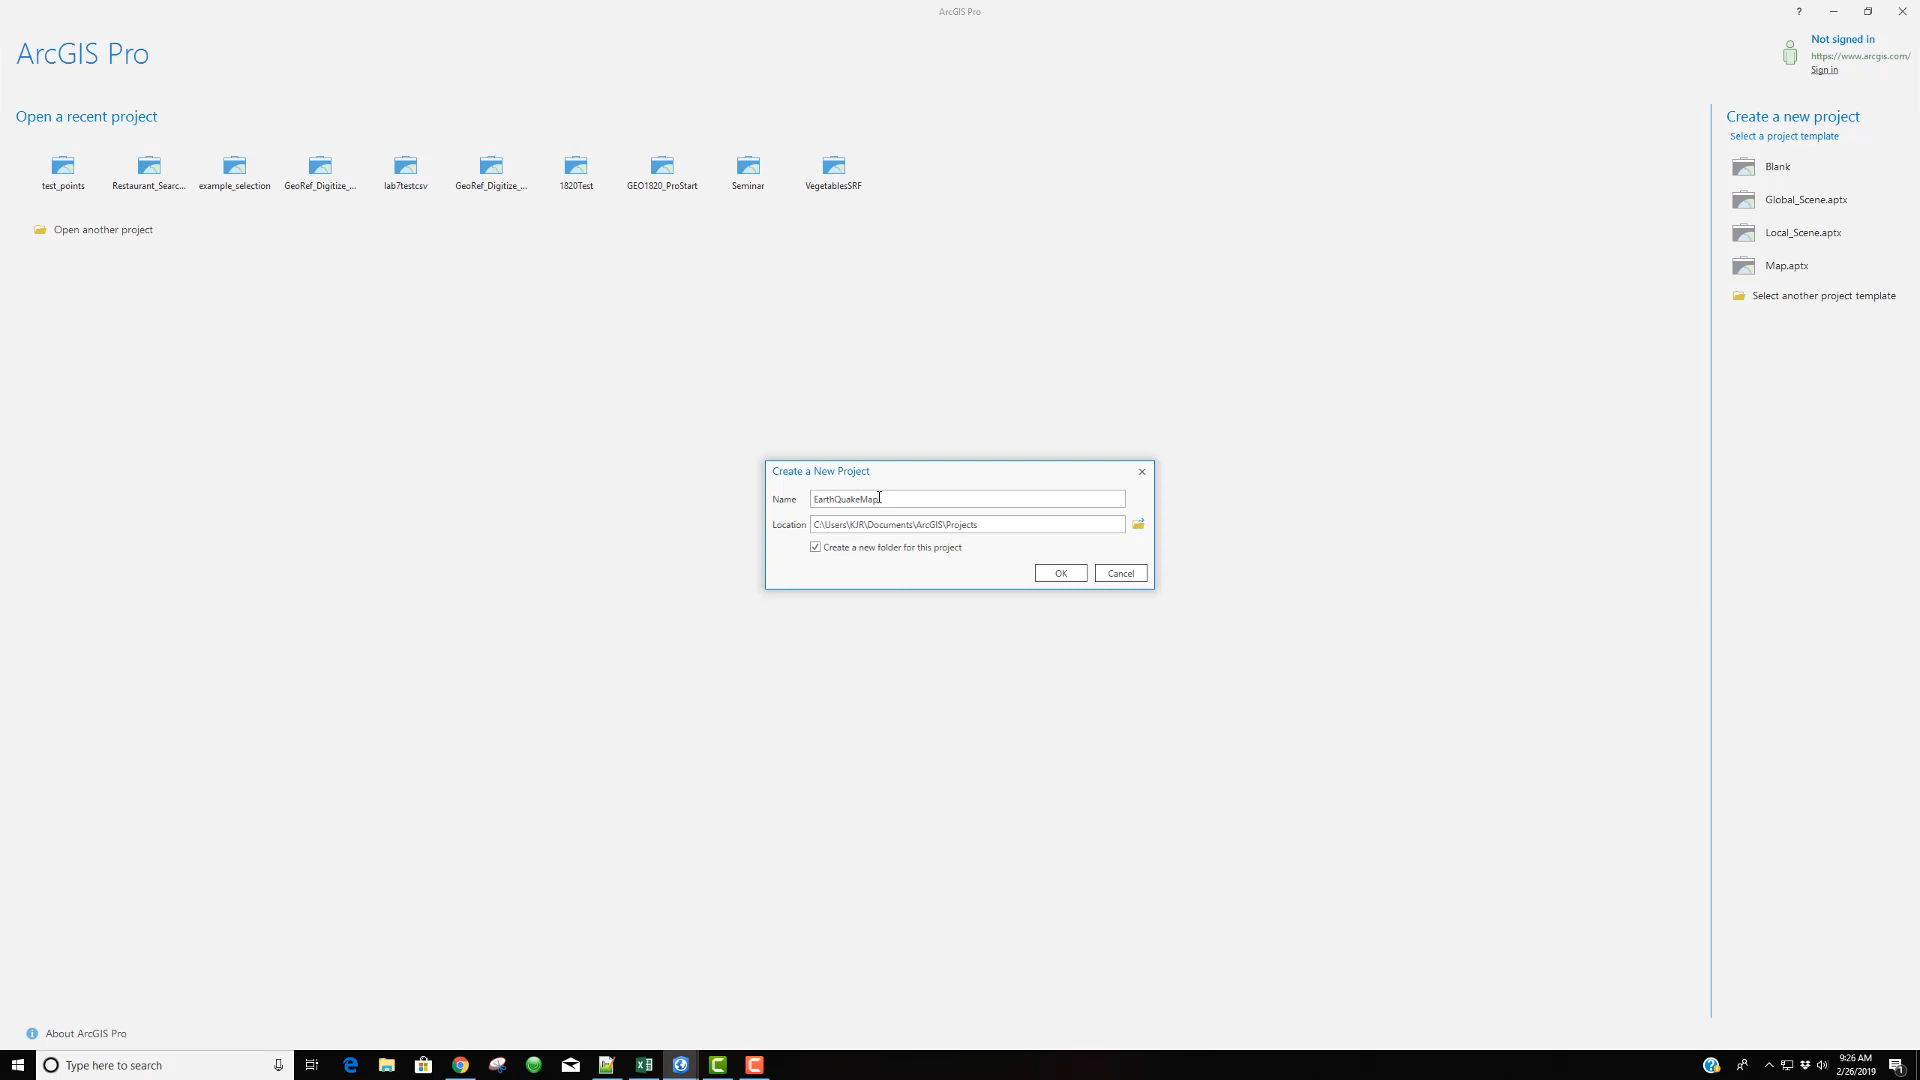 ArcGIS Pro
?
ArcGIS Pro
Not signed in
https://www.arcgis.com/
Sign in
Open a recent project
test_points
Restaurant_Searc...
example_selection
GeoRef_Digitize_...
lab7testcsv
GeoRef_Digitize_...
1820Test
GEO1820_ProStart
Seminar
VegetablesSRF
Open another project
Create a new project
Select a project template
Blank
Global_Scene.aptx
Local_Scene.aptx
Map.aptx
Select another project template
Create a New Project
Name EarthQuakeMap
Location C:\Users\KJR\Documents\ArcGIS\Projects
Create a new folder for this project
OK Cancel
About ArcGIS Pro
Type here to search
9:26 AM
2/26/2019